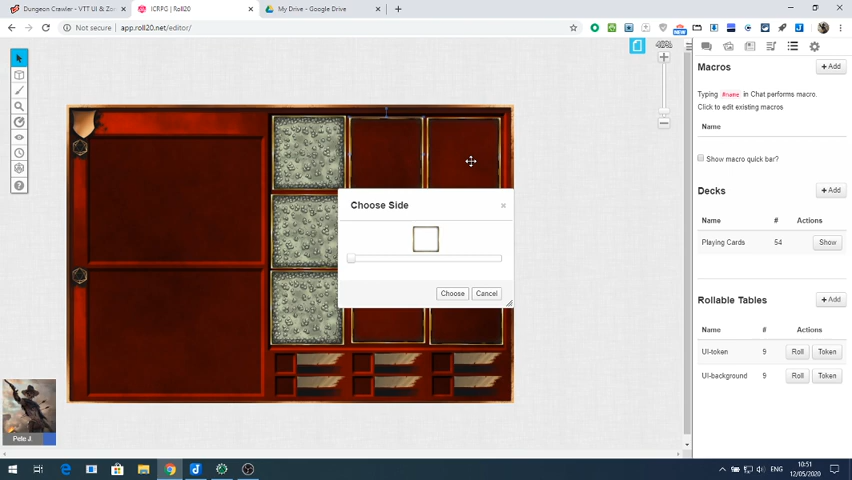 Dungeon Crawler - VTT UI & Zo
ICRPG | Roll20
My Drive - Google Drive
Not secure
app.roll20.net/editor/
NEW
40%
Macros
+ Add
Typing #name in Chat performs macro.
Click to edit existing macros
Name
Show macro quick bar?
Decks
+ Add
Name # Actions
Playing Cards 54 Show
Rollable Tables
+ Add
Name # Actions
UI-token 9 Roll Token
UI-background 9 Roll Token
Choose Side
Choose Cancel
Pete J.
ENG
10:51
12/05/2020